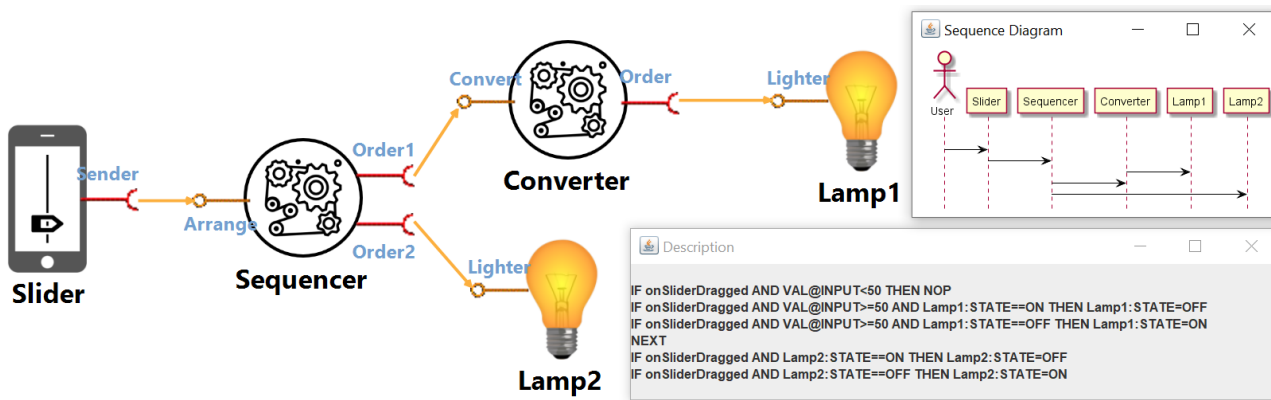 Sender
Slider
Arrange
Sequencer
Order1
Order2
Convert
Order
Converter
Lighter
Lamp1
Lighter
Lamp2
Sequence Diagram
User
Slider
Sequencer
Converter
Lamp1
Lamp2
Description
IF onSliderDragged AND VAL@INPUT<50 THEN NOP
IF onSliderDragged AND VAL@INPUT>=50 AND Lamp1:STATE==ON THEN Lamp1:STATE=OFF
IF onSliderDragged AND VAL@INPUT>=50 AND Lamp1:STATE==OFF THEN Lamp1:STATE=ON
NEXT
IF onSliderDragged AND Lamp2:STATE==ON THEN Lamp2:STATE=OFF
IF onSliderDragged AND Lamp2:STATE==OFF THEN Lamp2:STATE=ON